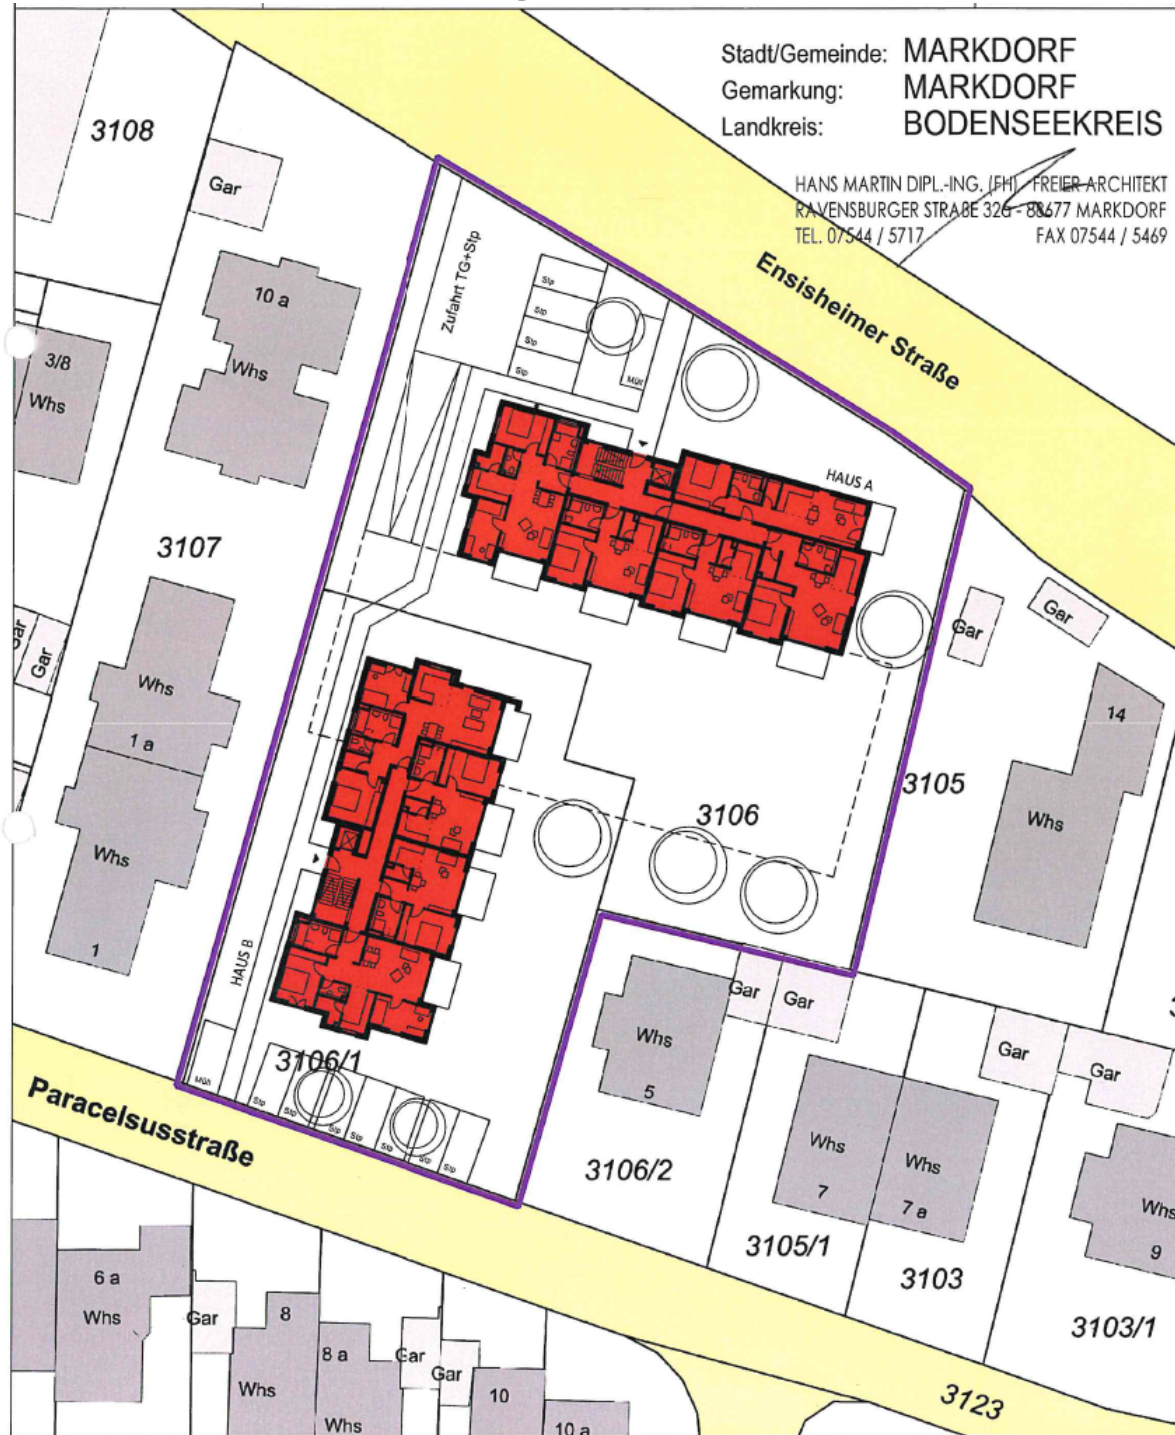 Stadt/Gemeinde: MARKDORF
Gemarkung: MARKDORF
Landkreis: BODENSEEKREIS
HANS MARTIN DIPL.-ING. (FH) FREIER ARCHITEKT
RAVENSBURGER STRAßE 32G - 88677 MARKDORF
TEL. 07544 / 5717 FAX 07544 / 5469
3108
Gar
Zufahrt TG+Stp
Ensisheimer Straße
10 a
Whs
3/8
Whs
Stp
Stp
Stp
Stp
Müll
HAUS A
3107
Gar
Gar
Gar
Gar
Whs
1 a
14
3105
3106
Whs
Whs
1
HAUS B
Gar
Gar
Whs
5
Gar
Gar
3106/1
Müll
Stp
Stp
Stp
Stp
Stp
Stp
Stp
Paracelsusstraße
3106/2
Whs
7
Whs
7 a
Whs
9
3105/1
3103
3103/1
6 a
Whs
Gar
8
Whs
8 a
Whs
Gar
Gar
10
10 a
3123